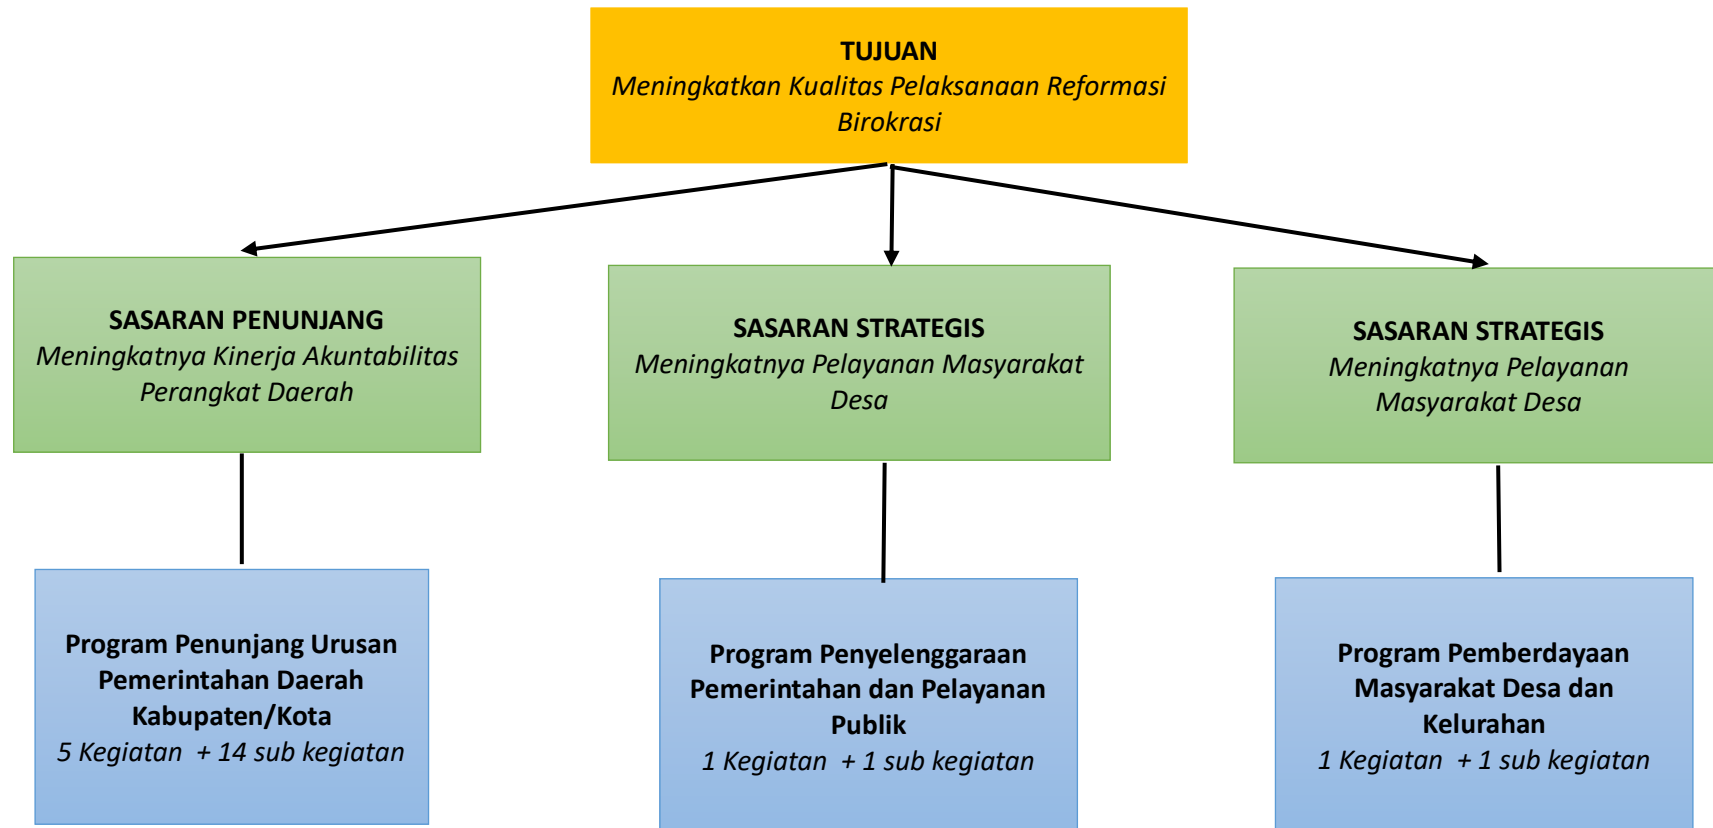 TUJUAN
Meningkatkan Kualitas Pelaksanaan Reformasi
Birokrasi
SASARAN PENUNJANG
Meningkatnya Kinerja Akuntabilitas
Perangkat Daerah
SASARAN STRATEGIS
Meningkatnya Pelayanan Masyarakat
Desa
SASARAN STRATEGIS
Meningkatnya Pelayanan
Masyarakat Desa
Program Penunjang Urusan
Pemerintahan Daerah
Kabupaten/Kota
5 Kegiatan + 14 sub kegiatan
Program Penyelenggaraan
Pemerintahan dan Pelayanan
Publik
1 Kegiatan + 1 sub kegiatan
Program Pemberdayaan
Masyarakat Desa dan
Kelurahan
1 Kegiatan + 1 sub kegiatan